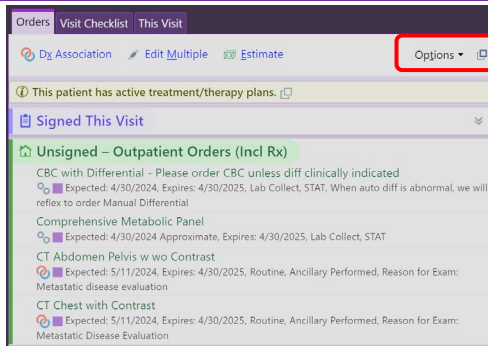 Orders Visit Checklist This Visit
Dx Association Edit Multiple Estimate Options
This patient has active treatment/therapy plans.
Signed This Visit
Unsigned – Outpatient Orders (Incl Rx)
CBC with Differential - Please order CBC unless diff clinically indicated
Expected: 4/30/2024, Expires: 4/30/2025, Lab Collect, STAT, When auto diff is abnormal, we will
reflex to order Manual Differential
Comprehensive Metabolic Panel
Expected: 4/30/2024 Approximate, Expires: 4/30/2025, Lab Collect, STAT
CT Abdomen Pelvis w wo Contrast
Expected: 5/11/2024, Expires: 4/30/2025, Routine, Ancillary Performed, Reason for Exam:
Metastatic disease evaluation
CT Chest with Contrast
Expected: 5/11/2024, Expires: 4/30/2025, Routine, Ancillary Performed, Reason for Exam:
Metastatic Disease Evaluation